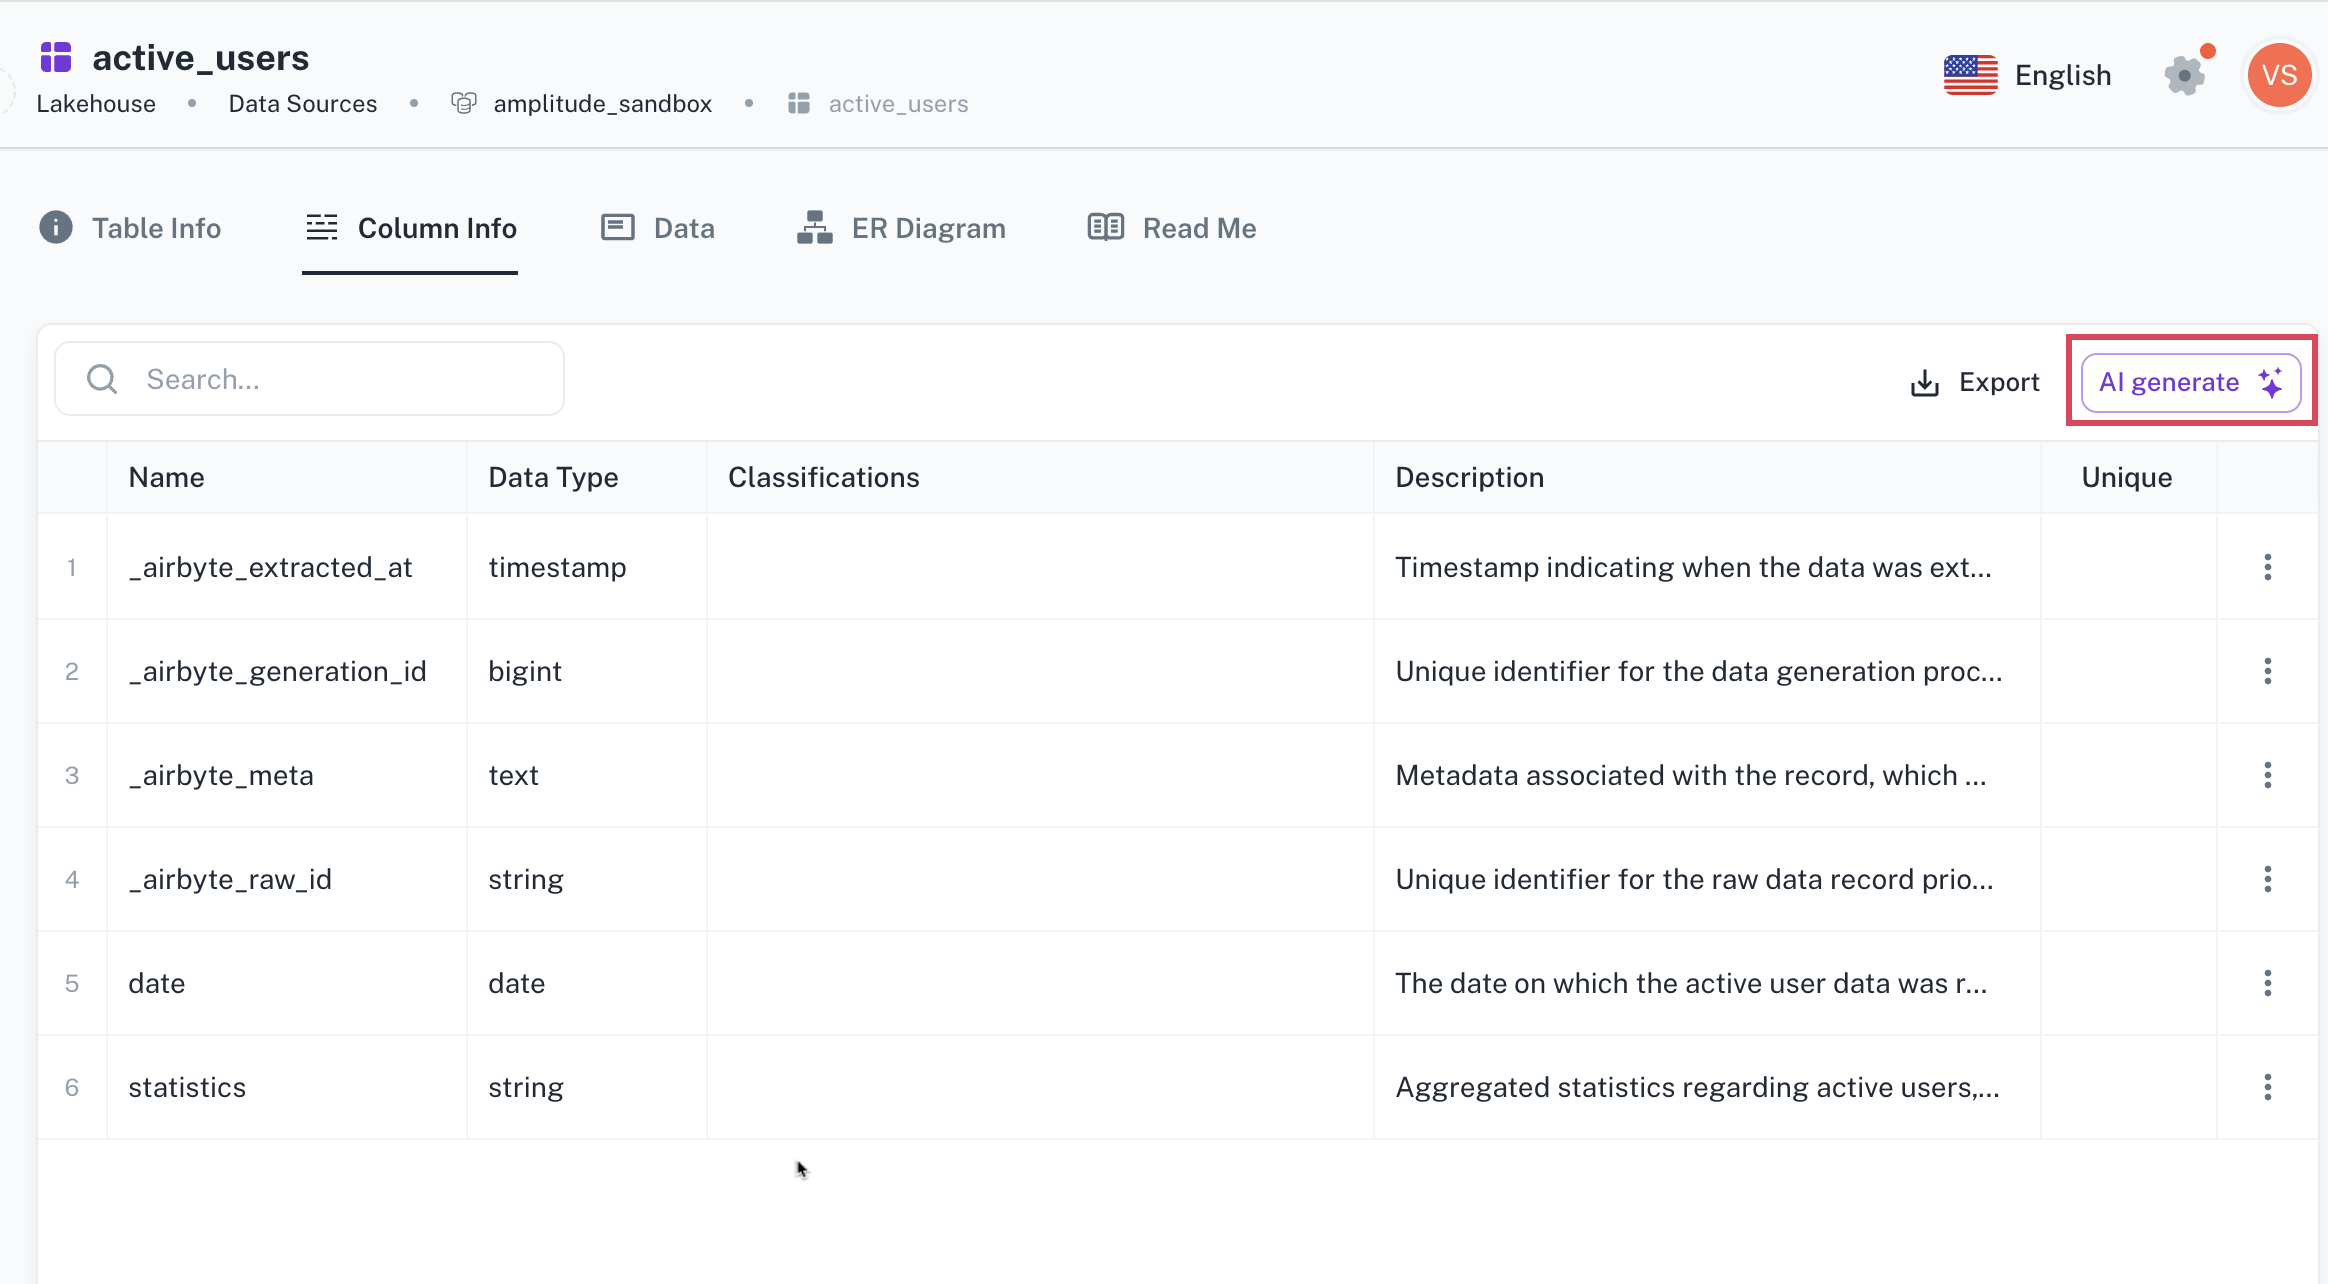 active_users
Lakehouse • Data Sources • amplitude_sandbox • active_users
English
VS
Table Info
Column Info
Data
ER Diagram
Read Me
Search...
Export
AI generate
Name Data Type Classifications Description Unique
1 _airbyte_extracted_at timestamp Timestamp indicating when the data was ext...
2 _airbyte_generation_id bigint Unique identifier for the data generation proc...
3 _airbyte_meta text Metadata associated with the record, which ...
4 _airbyte_raw_id string Unique identifier for the raw data record prio...
5 date date The date on which the active user data was r...
6 statistics string Aggregated statistics regarding active users,...